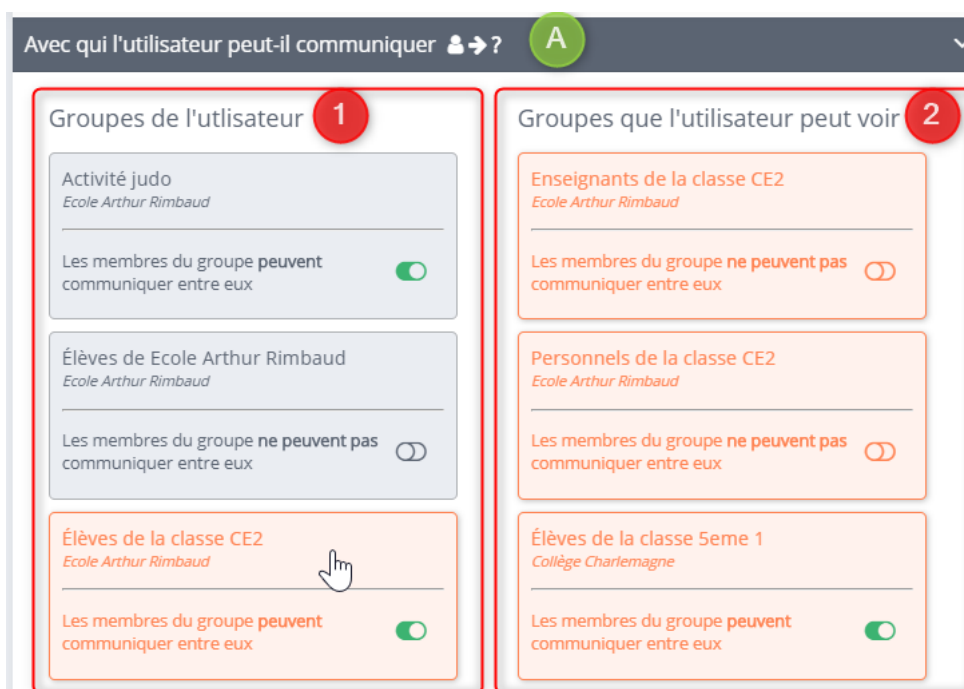 Avec qui l'utilisateur peut-il communiquer ?
A
Groupes de l'utlisateur
1
Activité judo
Ecole Arthur Rimbaud
Les membres du groupe peuvent
communiquer entre eux
Élèves de Ecole Arthur Rimbaud
Ecole Arthur Rimbaud
Les membres du groupe ne peuvent pas
communiquer entre eux
Élèves de la classe CE2
Ecole Arthur Rimbaud
Les membres du groupe peuvent
communiquer entre eux
Groupes que l'utilisateur peut voir
2
Enseignants de la classe CE2
Ecole Arthur Rimbaud
Les membres du groupe ne peuvent pas
communiquer entre eux
Personnels de la classe CE2
Ecole Arthur Rimbaud
Les membres du groupe ne peuvent pas
communiquer entre eux
Élèves de la classe 5eme 1
Collège Charlemagne
Les membres du groupe peuvent
communiquer entre eux